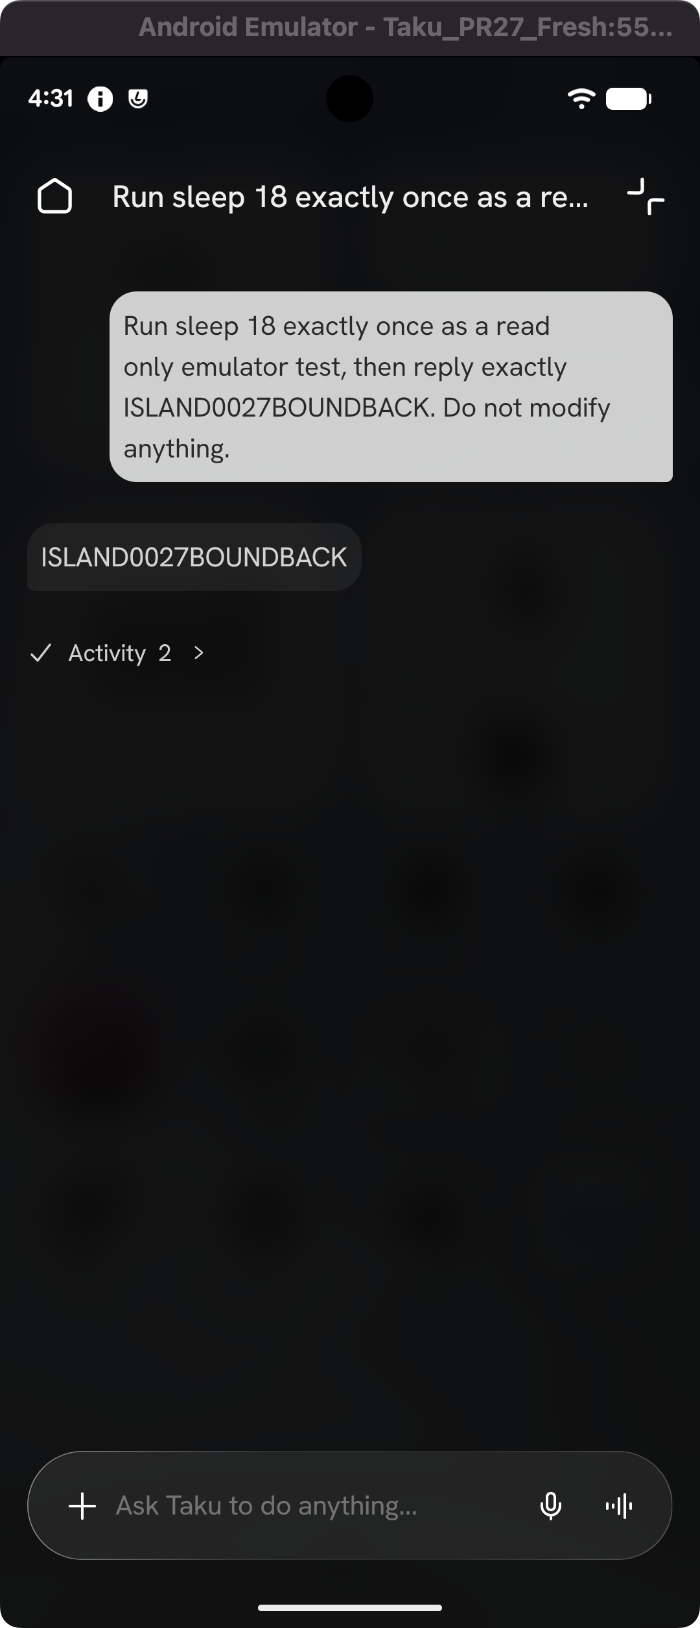 Android Emulator - Taku_PR27_Fresh:55...
4:31
Run sleep 18 exactly once as a re...
Run sleep 18 exactly once as a read
only emulator test, then reply exactly
ISLAND0027BOUNDBACK. Do not modify
anything.
ISLAND0027BOUNDBACK
Activity 2
Ask Taku to do anything...